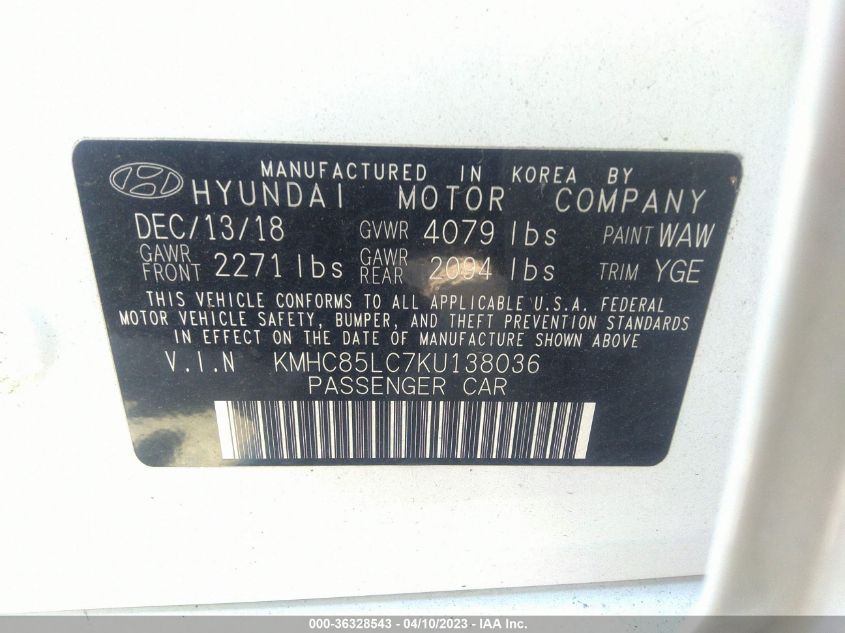 MANUFACTURED IN KOREA BY
HYUNDAI MOTOR COMPANY
DEC/13/18 GVWR 4079 lbs PAINT WAW
GAWR FRONT 2271 lbs GAWR REAR 2094 lbs TRIM YGE
THIS VEHICLE CONFORMS TO ALL APPLICABLE U.S.A. FEDERAL
MOTOR VEHICLE SAFETY, BUMPER, AND THEFT PREVENTION STANDARDS
IN EFFECT ON THE DATE OF MANUFACTURE SHOWN ABOVE
V.I.N KMHC85LC7KU138036
PASSENGER CAR
000-36328543 - 04/10/2023 - IAA Inc.